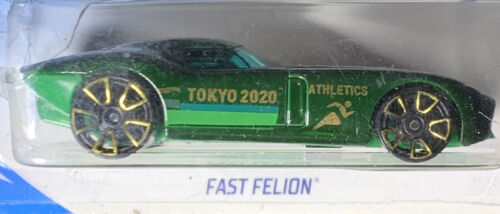 TOKYO 2020
ATHLETICS
FAST FELION